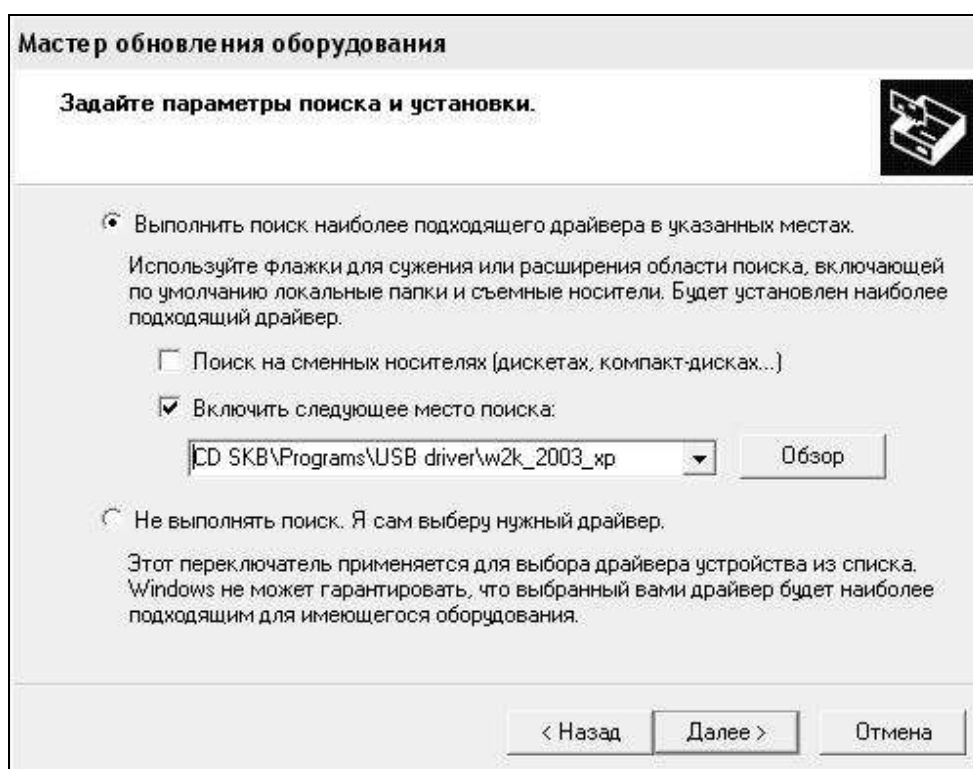 Мастер обновления оборудования
Задайте параметры поиска и установки.
Выполнить поиск наиболее подходящего драйвера в указанных местах.
Используйте флажки для сужения или расширения области поиска, включающей
по умолчанию локальные папки и съемные носители. Будет установлен наиболее
подходящий драйвер.
Поиск на сменных носителях (дискетах, компакт-дисках...)
Включить следующее место поиска:
CD SKB\Programs\USB driver\w2k_2003_xp
Обзор
Не выполнять поиск. Я сам выберу нужный драйвер.
Этот переключатель применяется для выбора драйвера устройства из списка.
Windows не может гарантировать, что выбранный вами драйвер будет наиболее
подходящим для имеющегося оборудования.
< Назад
Далее >
Отмена